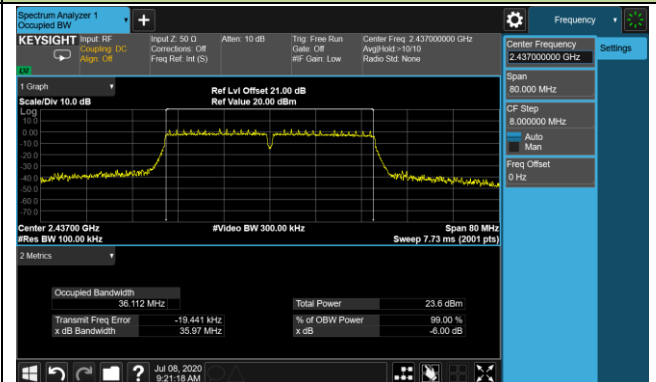 Spectrum Analyzer 1
Occupied BW
Frequency
KEYSIGHT
Input: RF
Coupling: DC
Align: Off
Input Z: 50 Ω
Corrections: Off
Freq Ref: Int (S)
Atten: 10 dB
Trig: Free Run
Gate: Off
#IF Gain: Low
Center Freq: 2.437000000 GHz
Avg|Hold:>10/10
Radio Std: None
Center Frequency
2.437000000 GHz
Settings
Span
80.000 MHz
CF Step
8.000000 MHz
Auto
Man
Freq Offset
0 Hz
1 Graph
Scale/Div 10.0 dB
Ref Lvl Offset 21.00 dB
Ref Value 20.00 dBm
Log
10.0
0.00
-10.0
-20.0
-30.0
-40.0
-50.0
-60.0
-70.0
Center 2.43700 GHz
#Video BW 300.00 kHz
Span 80 MHz
#Res BW 100.00 kHz
Sweep 7.73 ms (2001 pts)
2 Metrics
Occupied Bandwidth
36.112 MHz
Total Power
23.6 dBm
Transmit Freq Error
-19.441 kHz
% of OBW Power
99.00 %
x dB Bandwidth
35.97 MHz
x dB
-6.00 dB
?
Jul 08, 2020
9:21:18 AM